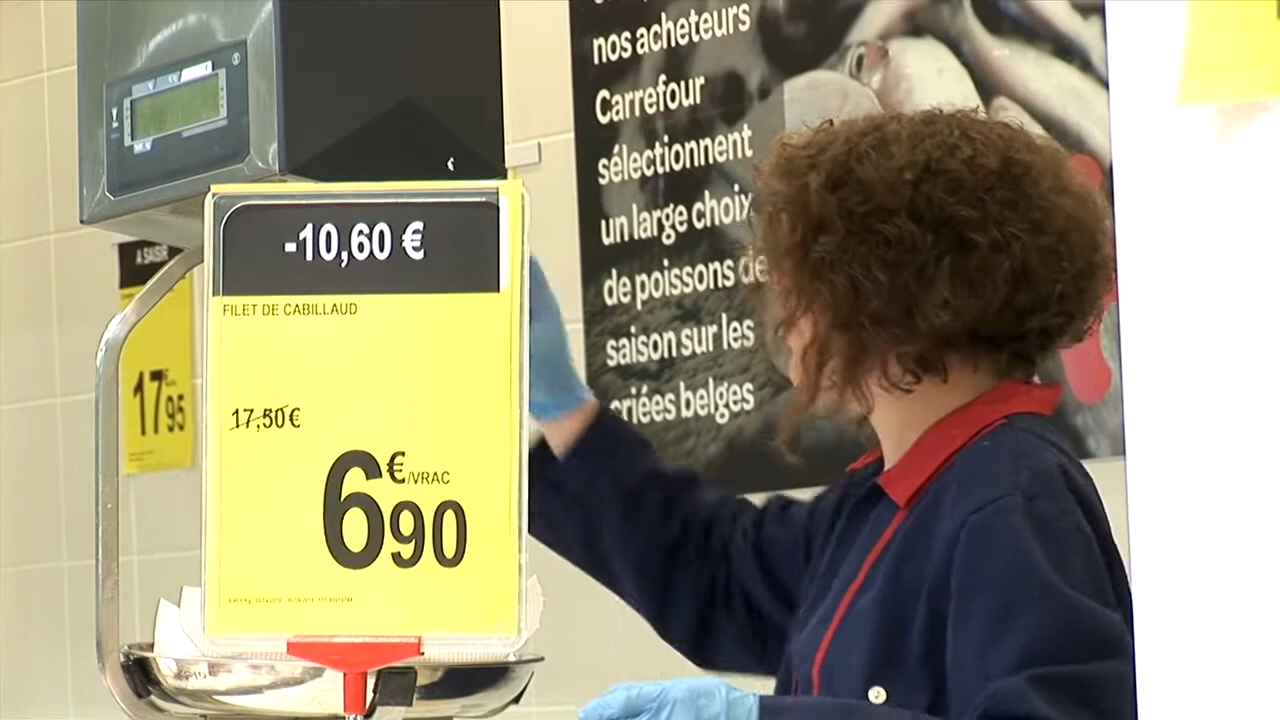 nos acheteurs
Carrefour
sélectionnent
un large choix
de poissons de
saison sur les
criées belges
-10,60 €
FILET DE CABILLAUD
17,50€
6€/VRAC
90
A SAISIR
17€
95